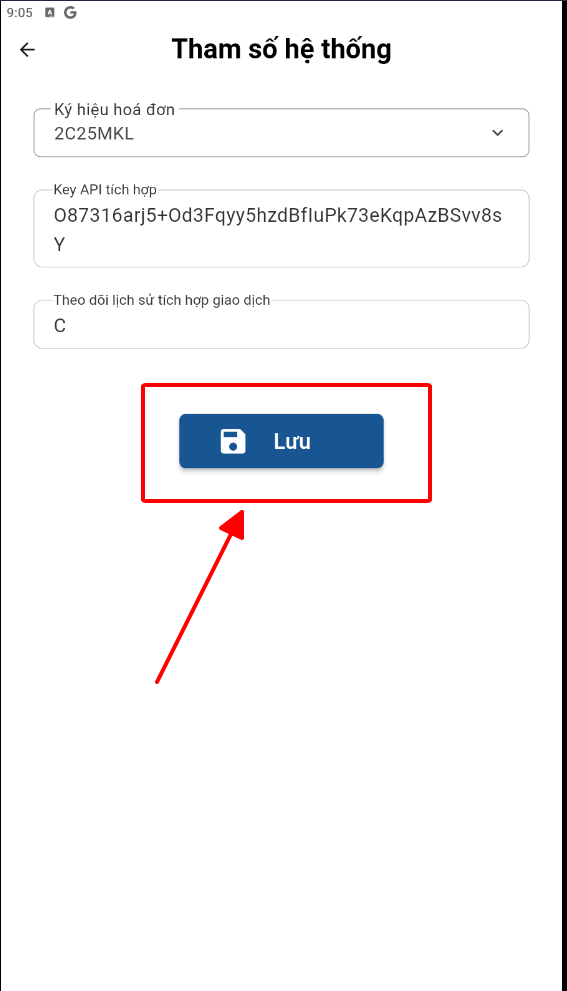 9:05
Tham số hệ thống
Ký hiệu hoá đơn
2C25MKL
Key API tích hợp
O87316arj5+Od3Fqyy5hzdBfIuPk73eKqpAzBSvv8s
Y
Theo dõi lịch sử tích hợp giao dịch
C
Lưu